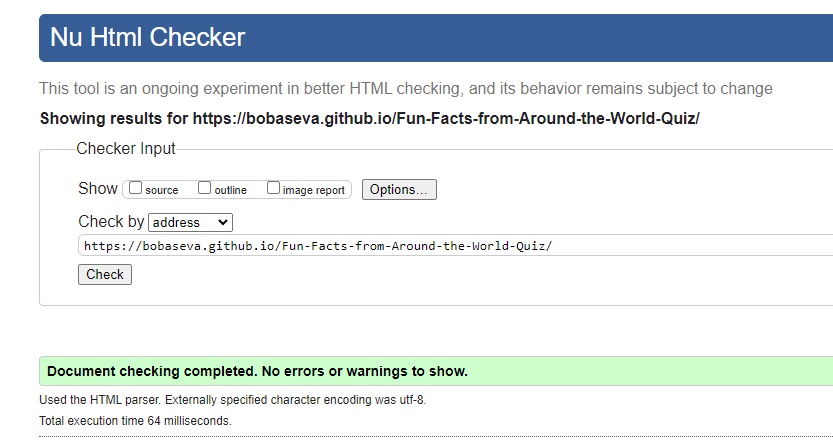 Nu Html Checker
This tool is an ongoing experiment in better HTML checking, and its behavior remains subject to change
Showing results for https://bobaseva.github.io/Fun-Facts-from-Around-the-World-Quiz/
Checker Input
Show source outline image report Options...
Check by address
https://bobaseva.github.io/Fun-Facts-from-Around-the-World-Quiz/
Check
Document checking completed. No errors or warnings to show.
Used the HTML parser. Externally specified character encoding was utf-8.
Total execution time 64 milliseconds.